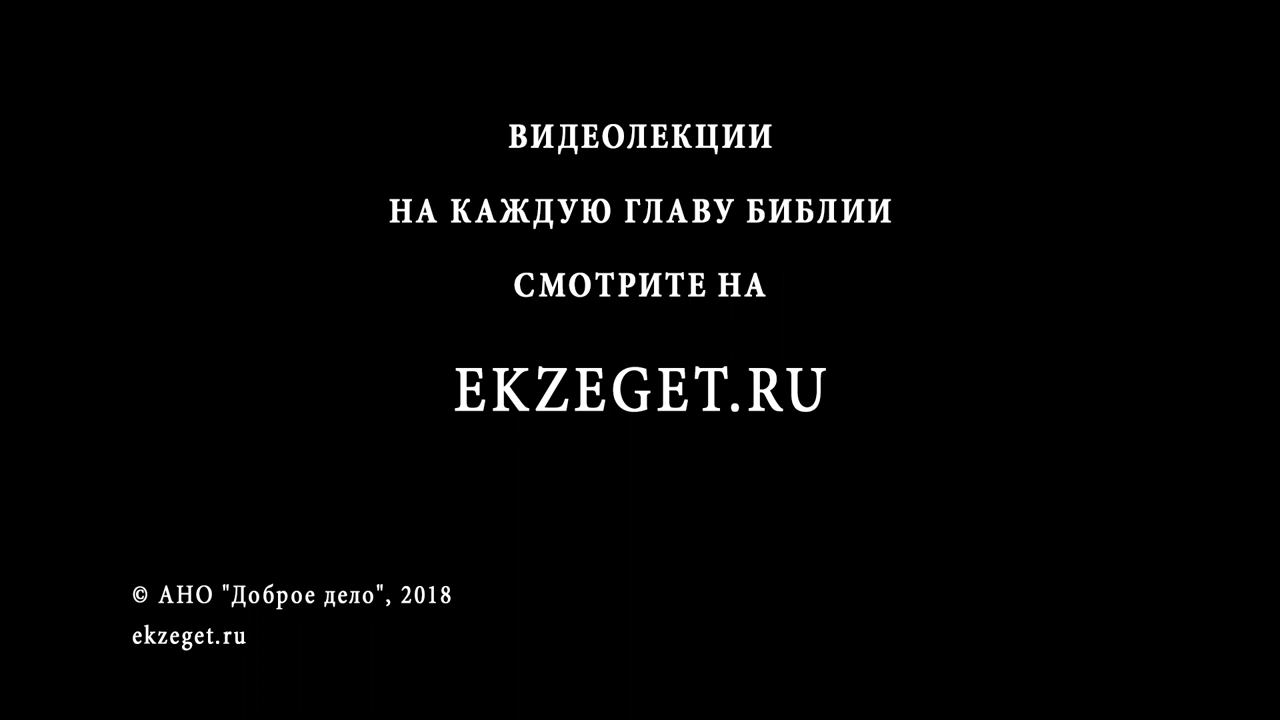 ВИДЕОЛЕКЦИИ
НА КАЖДУЮ ГЛАВУ БИБЛИИ
СМОТРИТЕ НА
EKZEGET.RU
© АНО "Доброе дело", 2018
ekzeget.ru